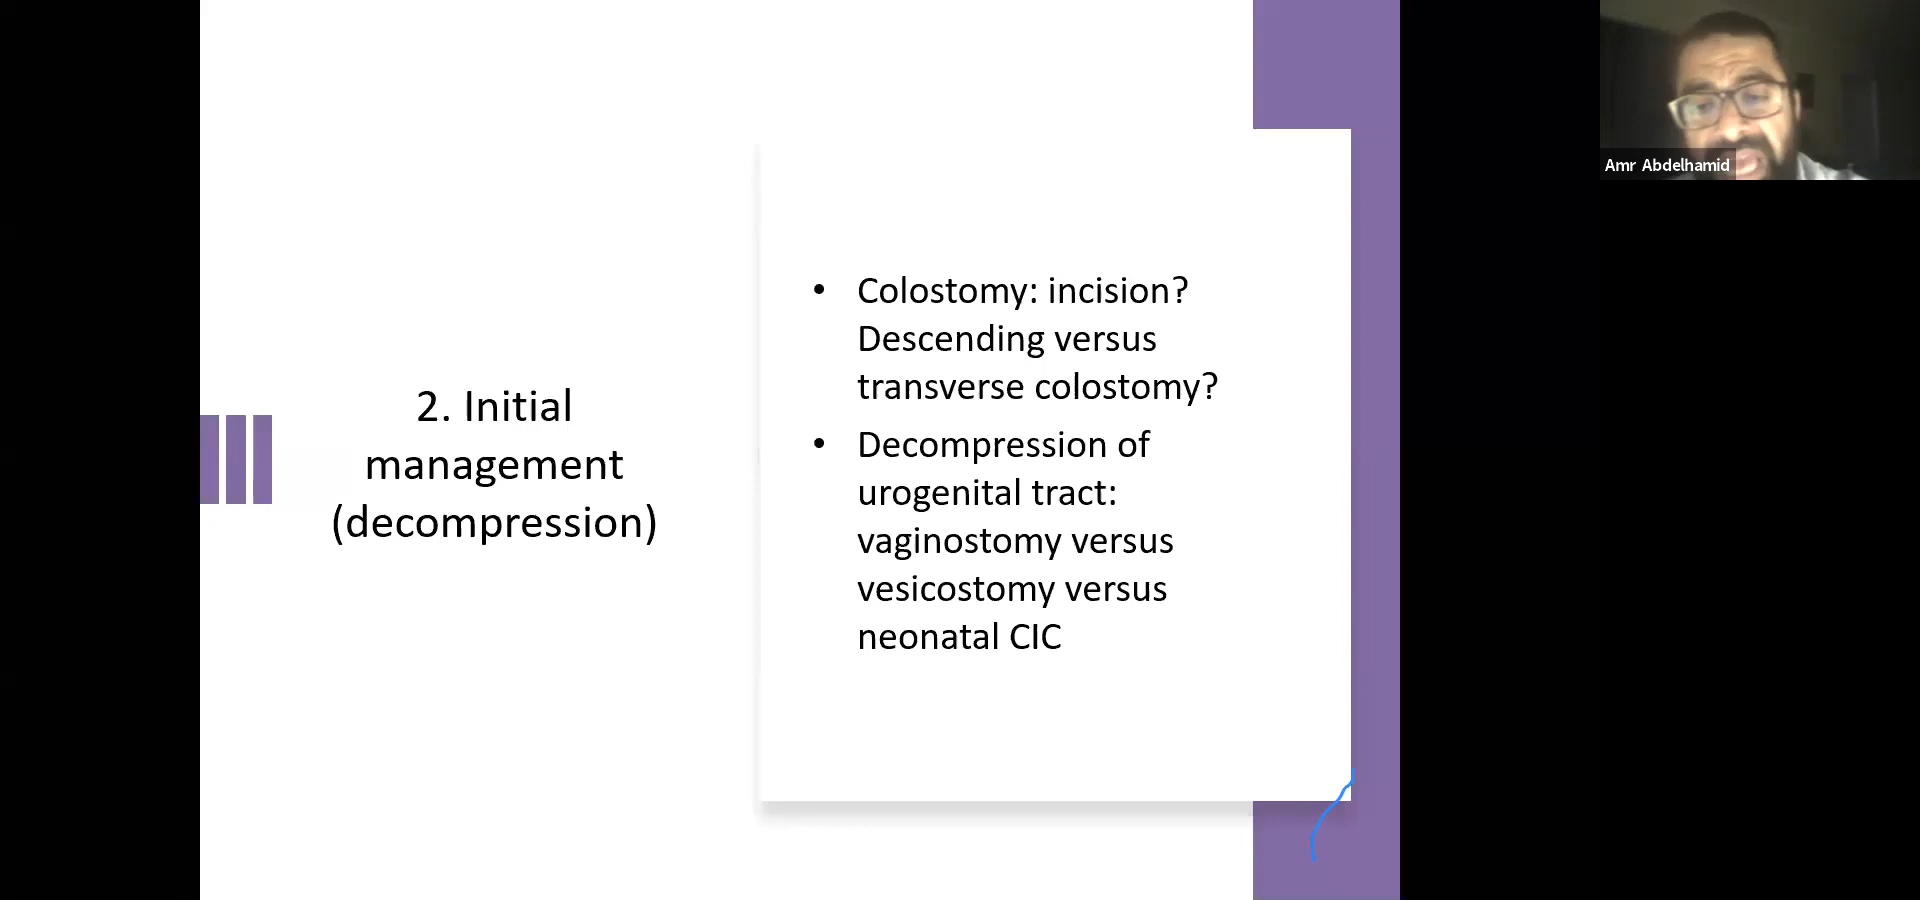 2. Initial
management
(decompression)
• Colostomy: incision?
Descending versus
transverse colostomy?
• Decompression of
urogenital tract:
vaginostomy versus
vesicostomy versus
neonatal CIC
Amr Abdelhamid